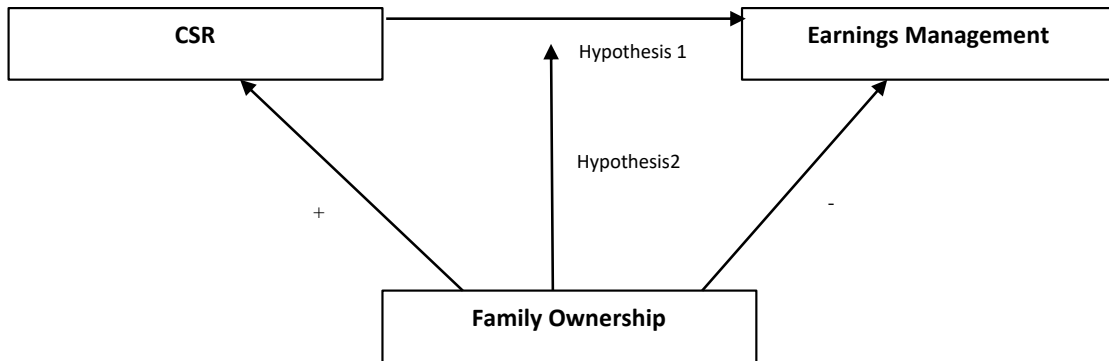 CSR
Earnings Management
Hypothesis 1
Hypothesis2
+
-
Family Ownership